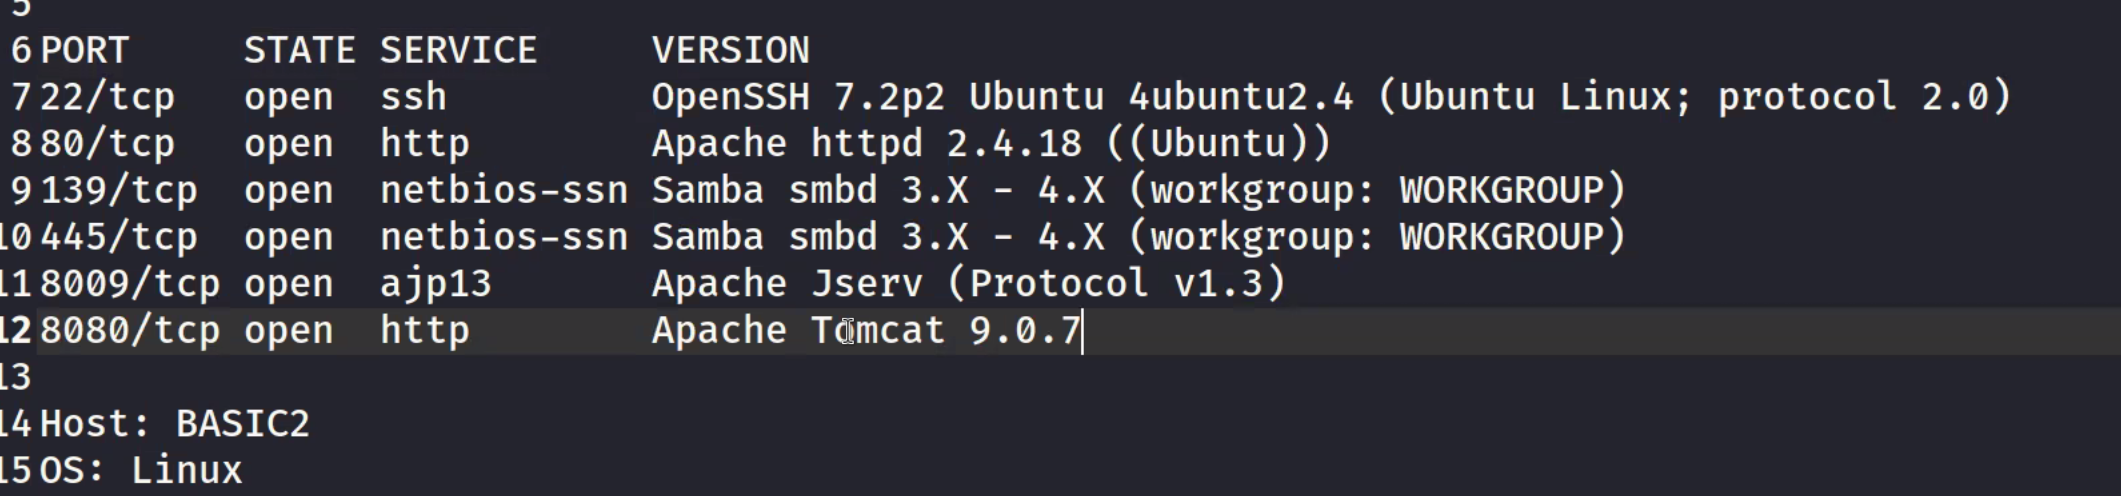 5
6 PORT STATE SERVICE VERSION
7 22/tcp open ssh OpenSSH 7.2p2 Ubuntu 4ubuntu2.4 (Ubuntu Linux; protocol 2.0)
8 80/tcp open http Apache httpd 2.4.18 ((Ubuntu))
9 139/tcp open netbios-ssn Samba smbd 3.X - 4.X (workgroup: WORKGROUP)
10 445/tcp open netbios-ssn Samba smbd 3.X - 4.X (workgroup: WORKGROUP)
11 8009/tcp open ajp13 Apache Jserv (Protocol v1.3)
12 8080/tcp open http Apache Tomcat 9.0.7
13
14 Host: BASIC2
15 OS: Linux